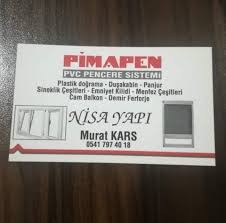 PİMAPEN
PVC PENCERE SİSTEMİ
Plastik doğrama - Duşakabin - Panjur
Sineklik Çeşitleri - Emniyet Kilidi - Menfez Çeşitleri
Cam Balkon - Demir Ferforje
NİSA YAPI
Murat KARS
0541 797 40 18